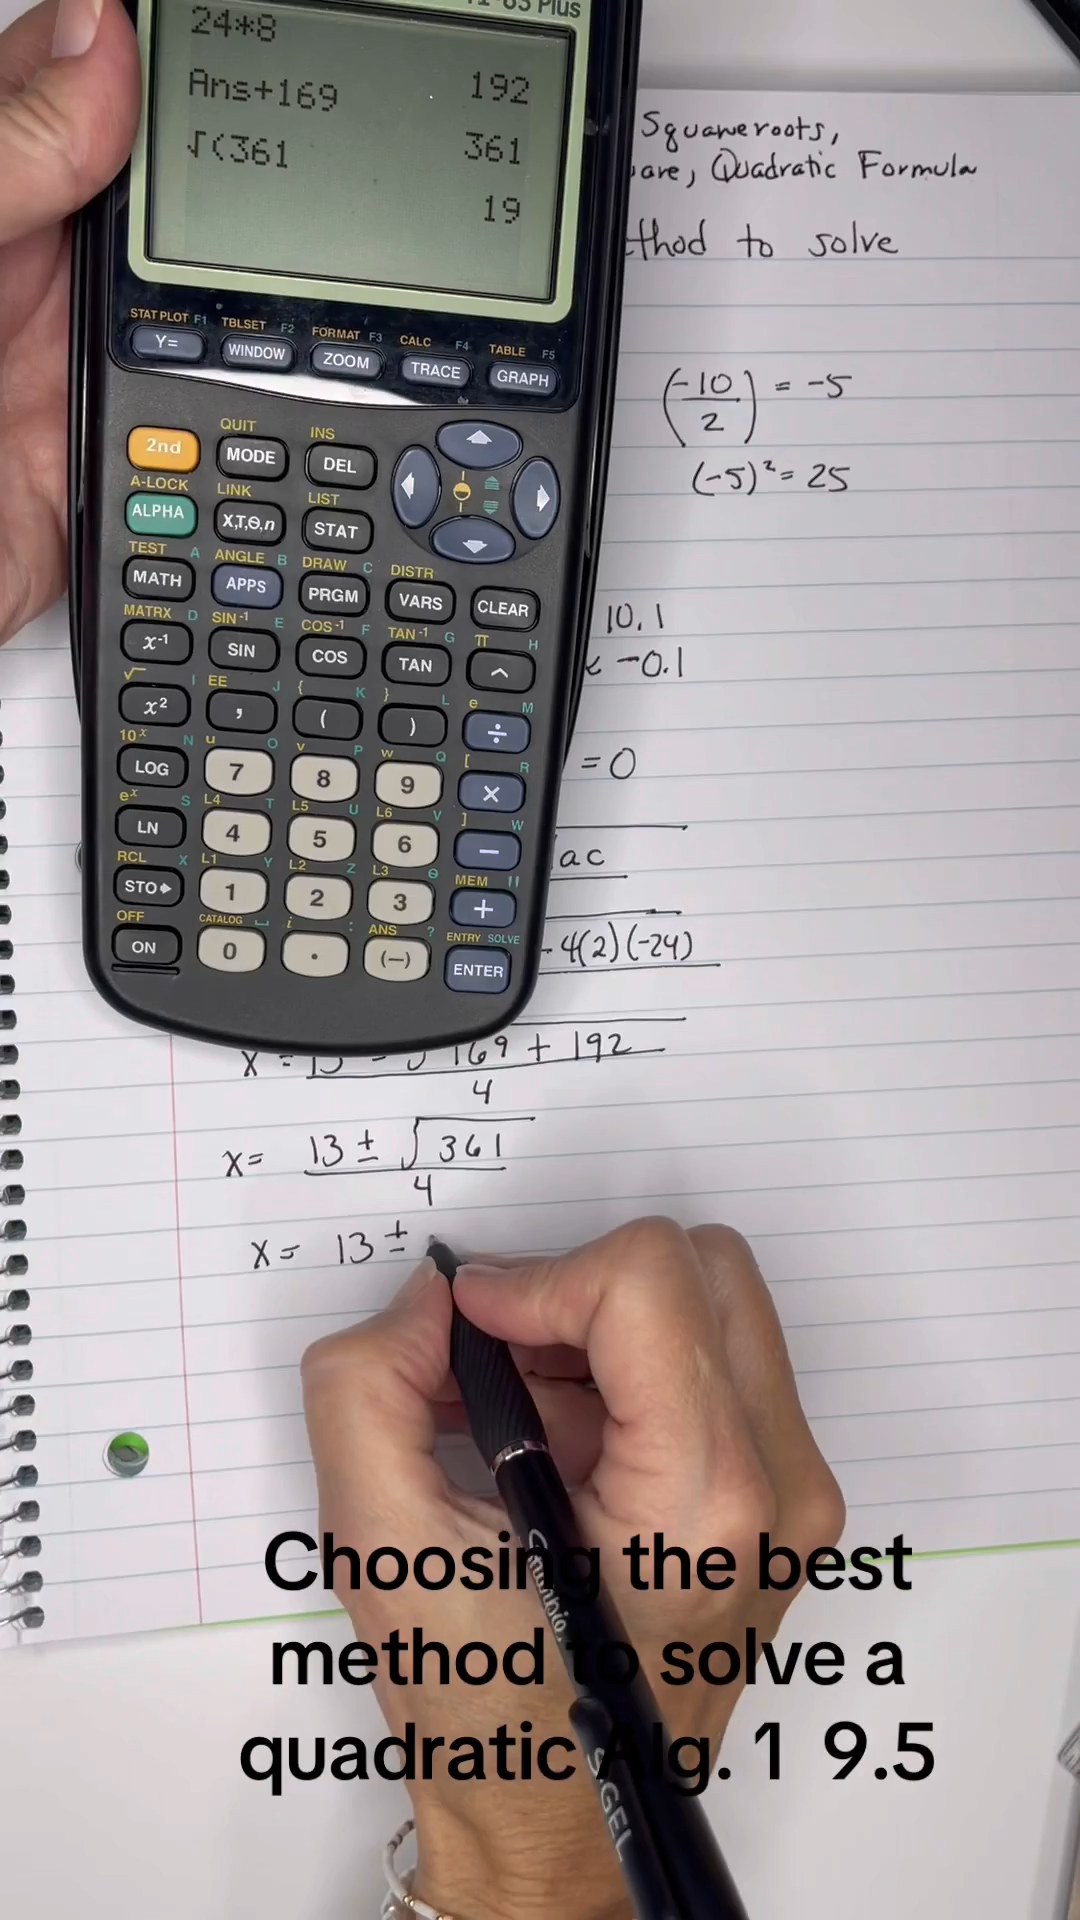 TI-83 Plus
24*8
192
Ans+169
361
√(361
19
Squareroots,
Quadratic Formula
method to solve
(-10/2) = -5
(-5)² = 25
10.1
-0.1
= 0
ac
- 4(2)(-24)
x = 13 - √169 + 192
4
x= 13 ± √361
4
x= 13 ±
STAT PLOT F1 TBLSET F2 FORMAT F3 CALC F4 TABLE F5
Y= WINDOW ZOOM TRACE GRAPH
QUIT INS
2nd MODE DEL
A-LOCK LINK LIST
ALPHA X,T,Θ,n STAT
TEST A ANGLE B DRAW C DISTR
MATH APPS PRGM VARS CLEAR
MATRX D SIN⁻¹ E COS⁻¹ F TAN⁻¹ G π H
x⁻¹ SIN COS TAN ^
√ I EE J { K } L e M
x² , ( ) ÷
10ˣ N u O v P w Q [ R
LOG 7 8 9 ×
eˣ S L4 T L5 U L6 V ] W
LN 4 5 6 −
RCL X L1 Y L2 Z L3 Θ MEM "
STO▶ 1 2 3 +
OFF CATALOG ␣ i : ANS ? ENTRY SOLVE
ON 0 . (−) ENTER
S.GEL
Choosing the best
method to solve a
quadratic Alg. 1 9.5